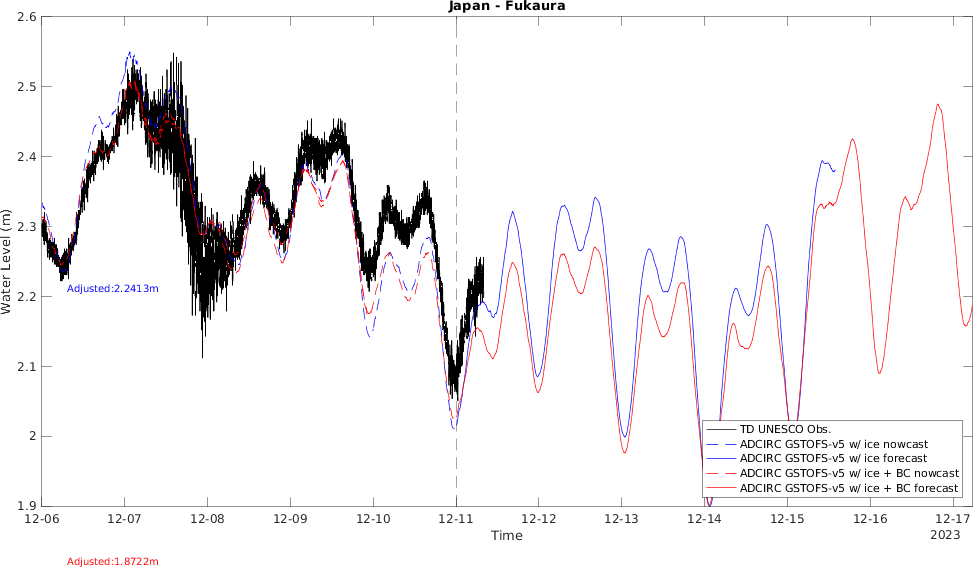 Japan - Fukaura
Water Level (m)
2.6
2.5
2.4
2.3
2.2
2.1
2
1.9
Adjusted:2.2413m
TD UNESCO Obs.
ADCIRC GSTOFS-v5 w/ ice nowcast
ADCIRC GSTOFS-v5 w/ ice forecast
ADCIRC GSTOFS-v5 w/ ice + BC nowcast
ADCIRC GSTOFS-v5 w/ ice + BC forecast
12-06 12-07 12-08 12-09 12-10 12-11 12-12 12-13 12-14 12-15 12-16 12-17
Time
2023
Adjusted:1.8722m